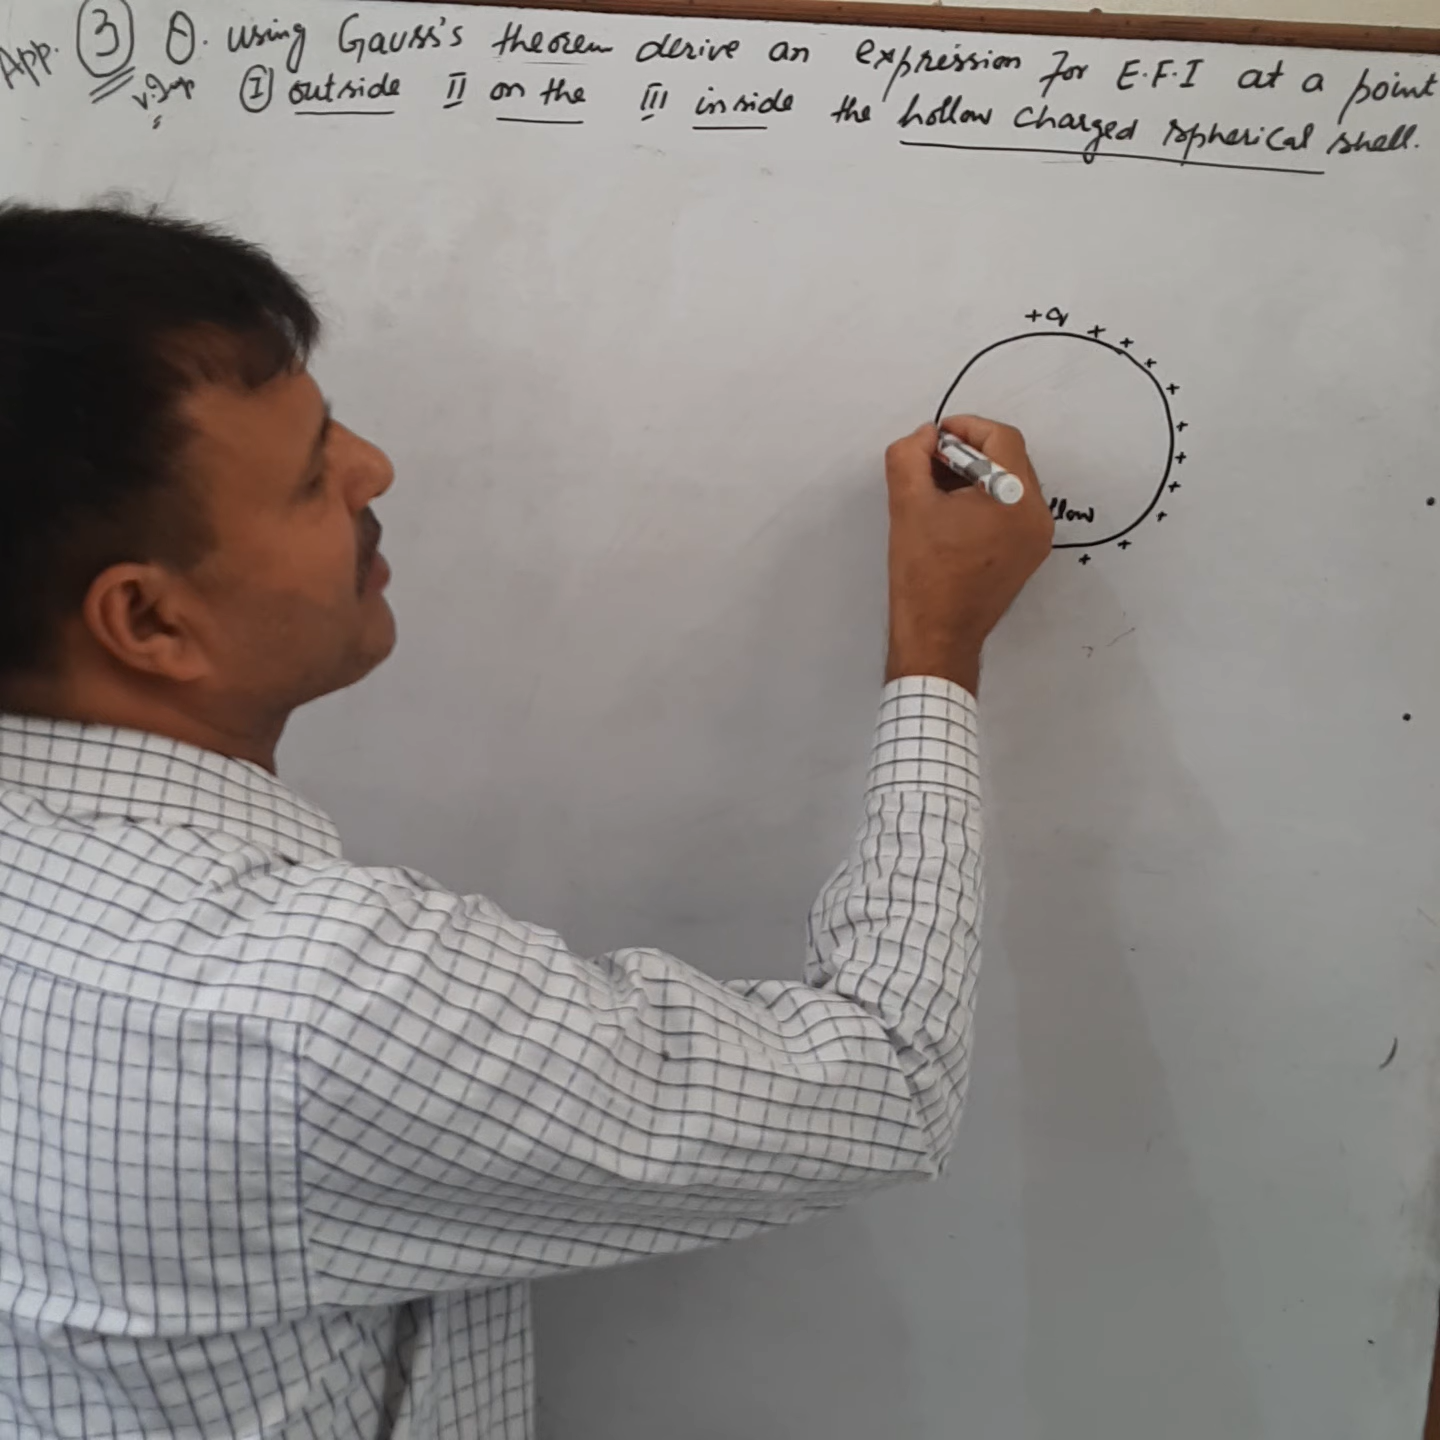 App. 3 Q. using Gauss's theorem derive an expression for E.F.I at a point
v.Imp I outside II on the III inside the hollow charged spherical shell.
+q + + + + + + + + + +
llow